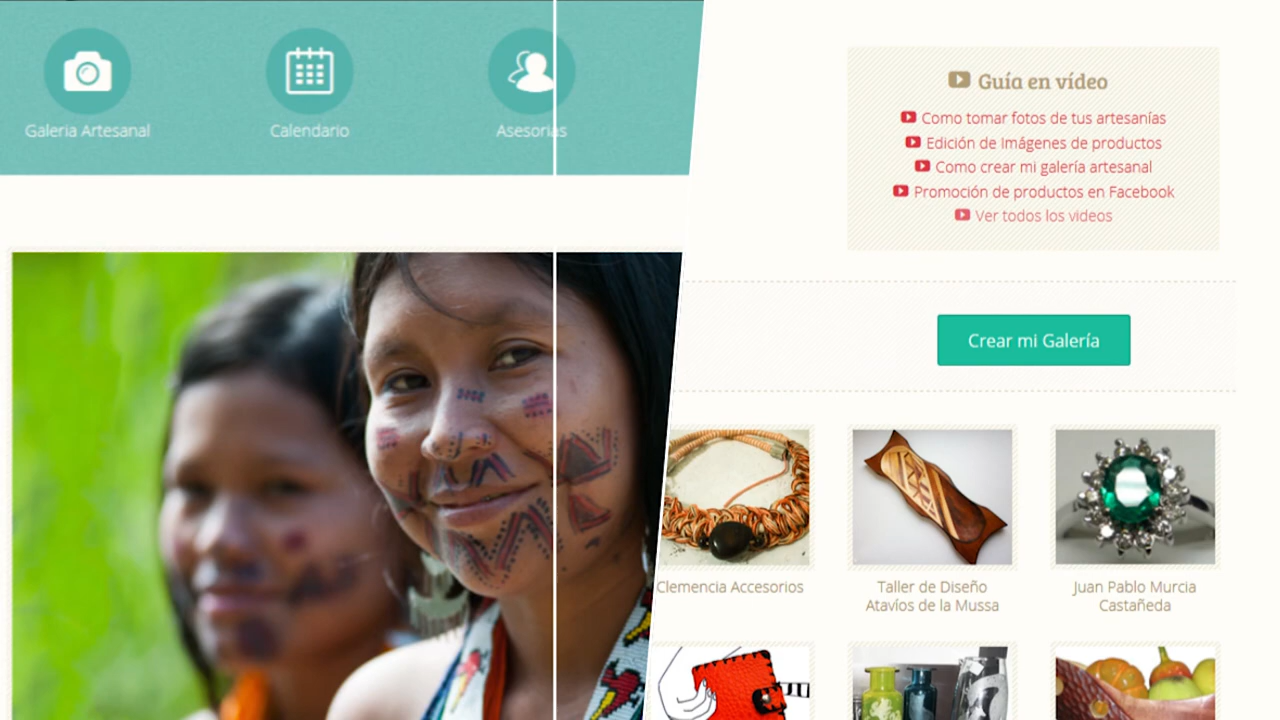 Galeria Artesanal
Calendario
Asesorias
Guía en vídeo
Como tomar fotos de tus artesanías
Edición de Imágenes de productos
Como crear mi galería artesanal
Promoción de productos en Facebook
Ver todos los videos
Crear mi Galería
Clemencia Accesorios
Taller de Diseño
Atavíos de la Mussa
Juan Pablo Murcia
Castañeda